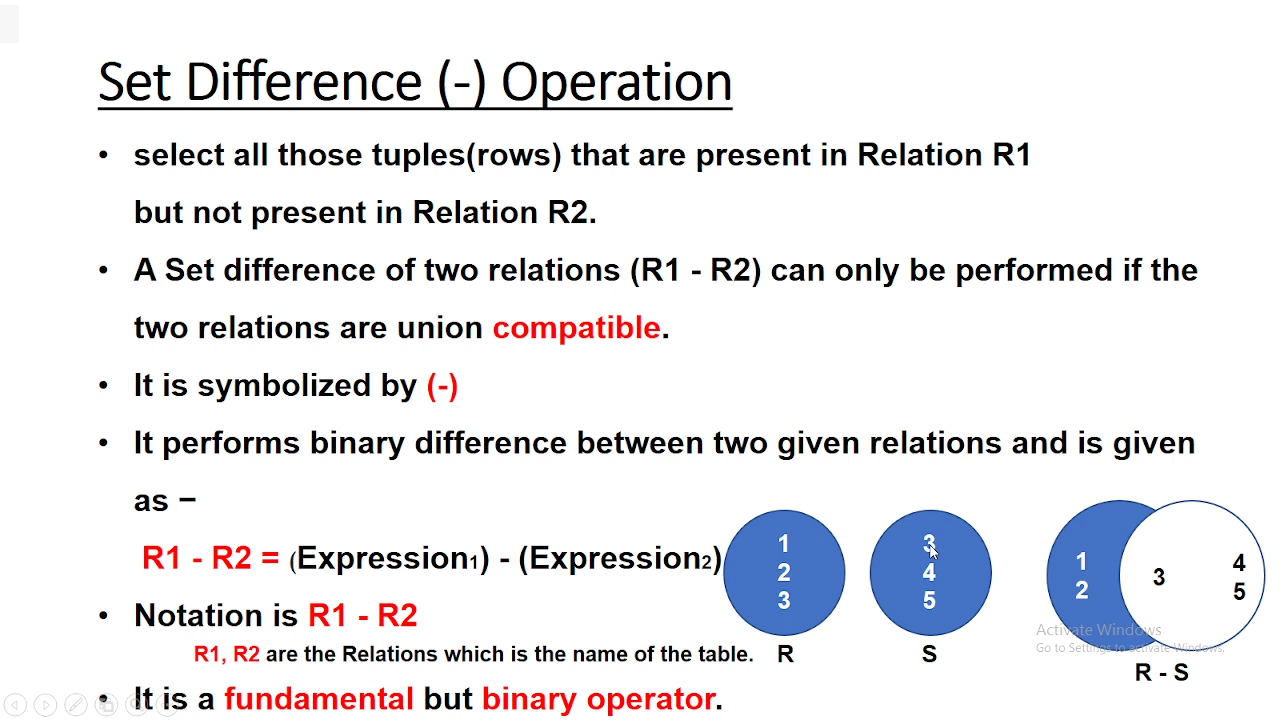 Set Difference (-) Operation
• select all those tuples(rows) that are present in Relation R1
but not present in Relation R2.
• A Set difference of two relations (R1 - R2) can only be performed if the
two relations are union compatible.
• It is symbolized by (-)
• It performs binary difference between two given relations and is given
as −
R1 - R2 = (Expression1) - (Expression2)
• Notation is R1 - R2
R1, R2 are the Relations which is the name of the table.
• It is a fundamental but binary operator.
1
2
3
R
3
4
5
S
1
2
3
4
5
R - S
Activate Windows
Go to Settings to activate Windows.